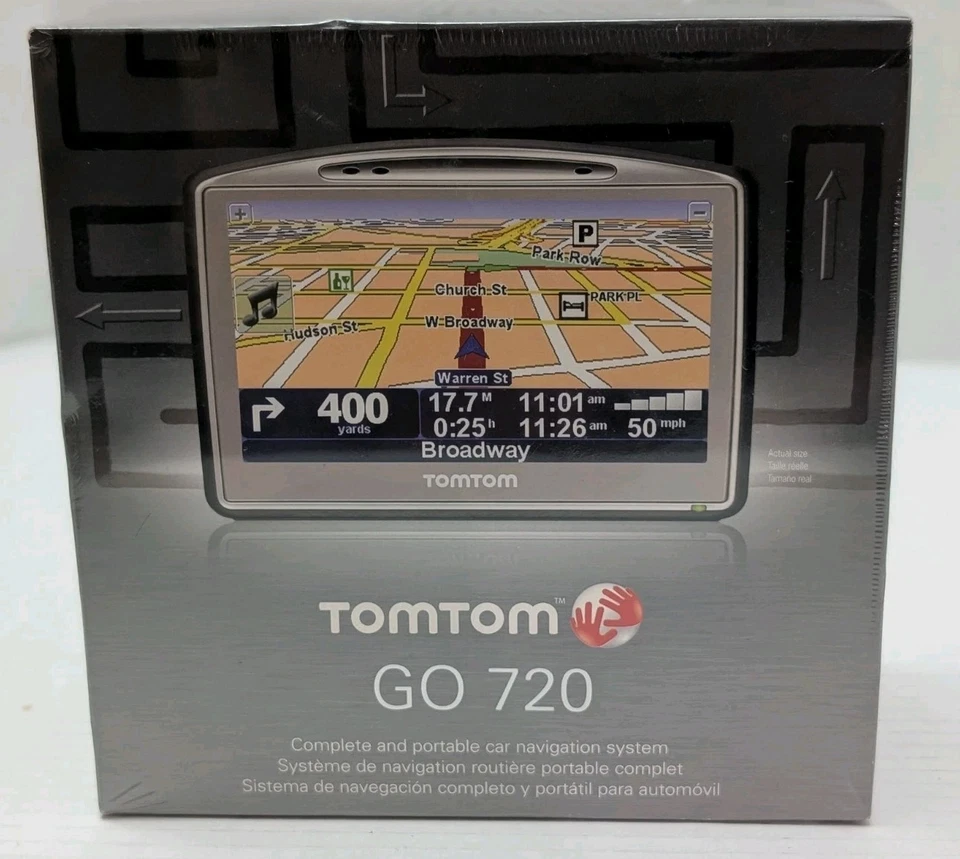 + −
P
Park Row
Church St
PARK PL
W Broadway
Hudson St
Warren St
400 yards
17.7 M 11:01 am
0:25 h 11:26 am 50 mph
Broadway
TOMTOM
Actual size
Taille réelle
Tamaño real
TOMTOM™
GO 720
Complete and portable car navigation system
Système de navigation routière portable complet
Sistema de navegación completo y portátil para automóvil